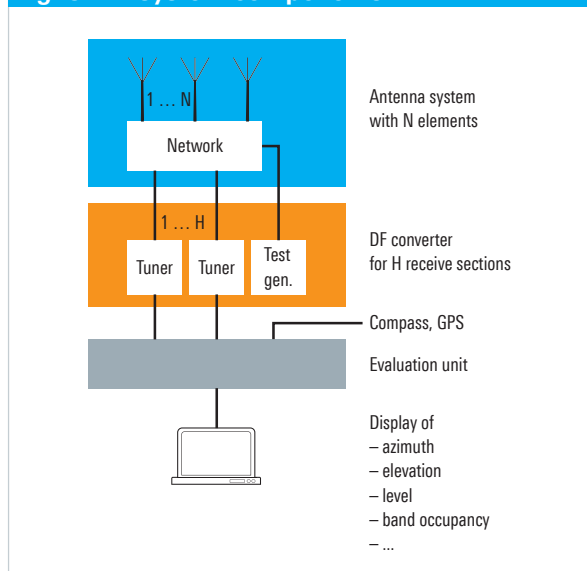 1 … N
Network
Antenna system
with N elements
1 … H
Tuner
Tuner
Test
gen.
DF converter
for H receive sections
Compass, GPS
Evaluation unit
Display of
– azimuth
– elevation
– level
– band occupancy
– ...